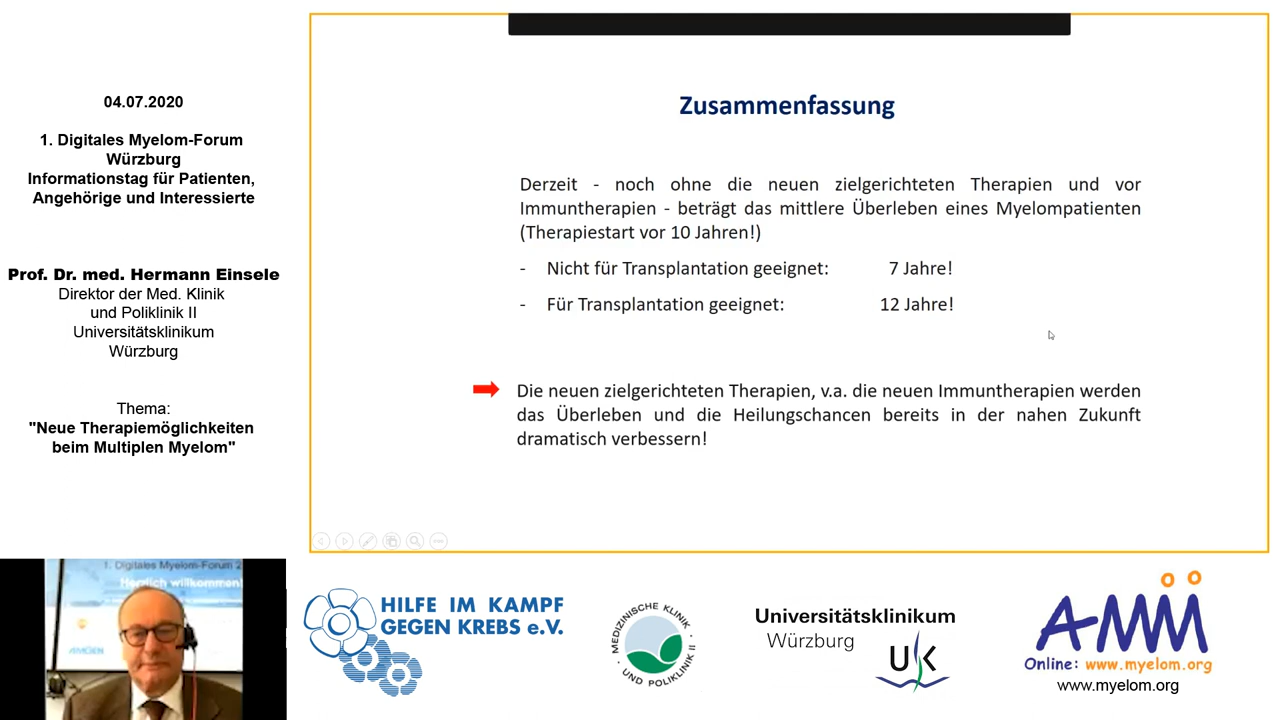 04.07.2020
1. Digitales Myelom-Forum
Würzburg
Informationstag für Patienten,
Angehörige und Interessierte
Prof. Dr. med. Hermann Einsele
Direktor der Med. Klinik
und Poliklinik II
Universitätsklinikum
Würzburg
Thema:
"Neue Therapiemöglichkeiten
beim Multiplen Myelom"
Zusammenfassung
Derzeit - noch ohne die neuen zielgerichteten Therapien und vor
Immuntherapien - beträgt das mittlere Überleben eines Myelompatienten
(Therapiestart vor 10 Jahren!)
- Nicht für Transplantation geeignet: 7 Jahre!
- Für Transplantation geeignet: 12 Jahre!
Die neuen zielgerichteten Therapien, v.a. die neuen Immuntherapien werden
das Überleben und die Heilungschancen bereits in der nahen Zukunft
dramatisch verbessern!
1. Digitales Myelom-Forum 2
Herzlich willkommen!
AMGEN
HILFE IM KAMPF
GEGEN KREBS e.V.
MEDIZINISCHE KLINIK
UND POLIKLINIK II
Universitätsklinikum
Würzburg
UK
AMM
Online: www.myelom.org
www.myelom.org